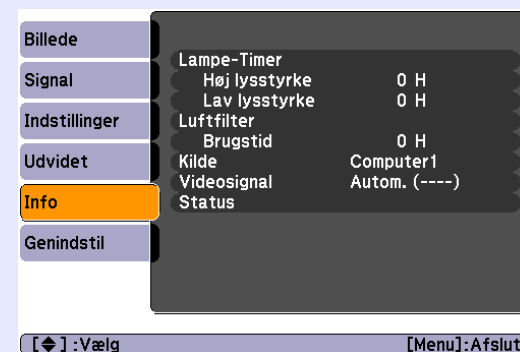 Billede
Signal
Indstillinger
Udvidet
Info
Genindstil
Lampe-Timer
Høj lysstyrke 0 H
Lav lysstyrke 0 H
Luftfilter
Brugstid 0 H
Kilde Computer1
Videosignal Autom. (----)
Status
[◆] :Vælg [Menu]:Afslut